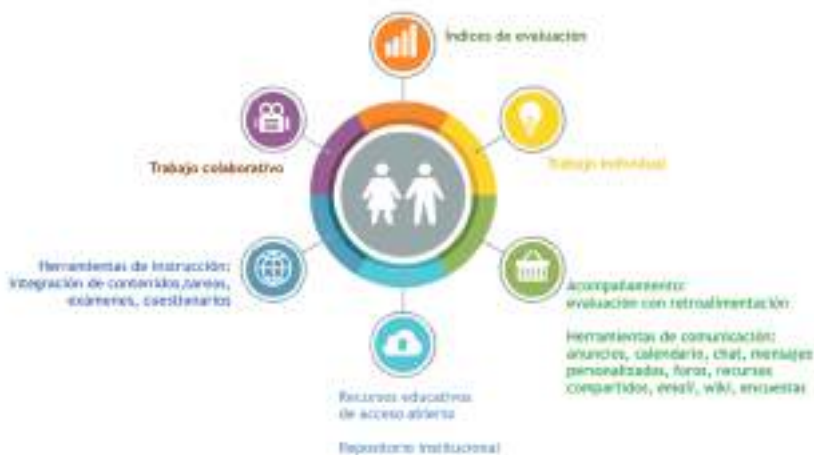 Índices de evaluación
Trabajo individual
Trabajo colaborativo
Herramientas de instrucción:
integración de contenidos,tareas,
exámenes, cuestionarios
Acompañamiento:
evaluación con retroalimentación
Herramientas de comunicación:
anuncios, calendario, chat, mensajes
personalizados, foros, recursos
compartidos, email, wiki, encuestas
Recursos educativos
de acceso abierto
Repositorio institucional